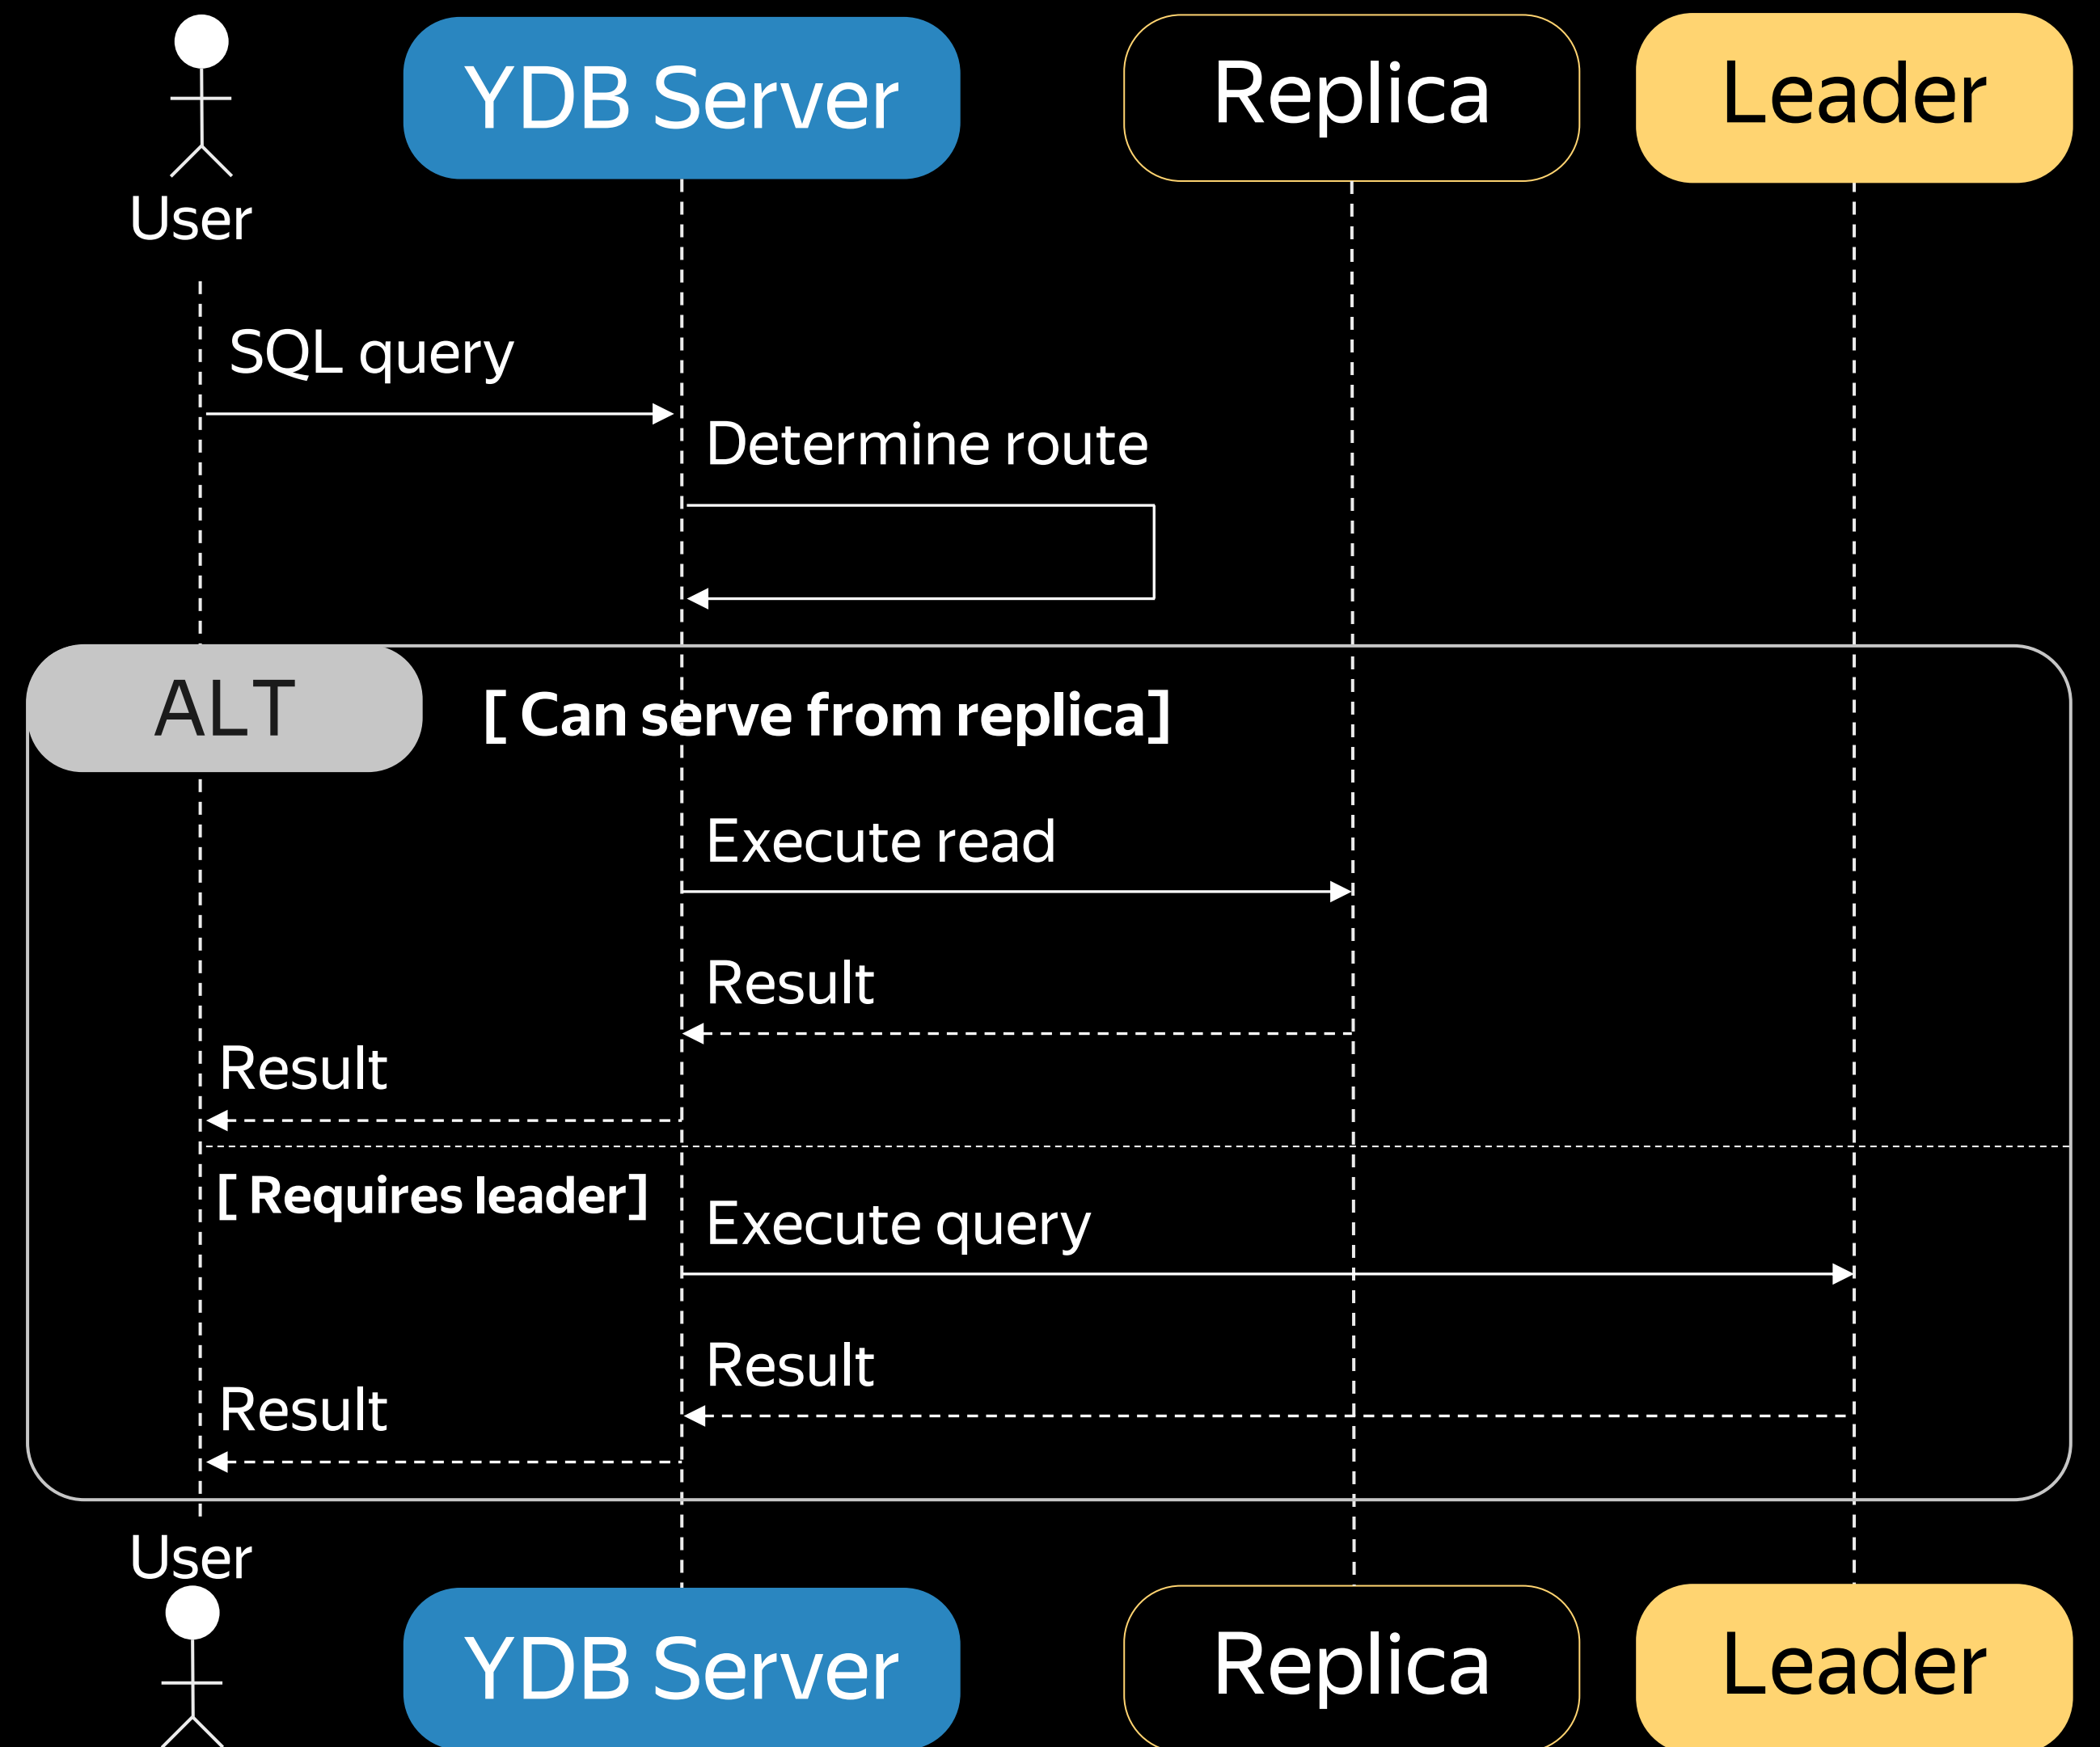 YDB Server
Replica
Leader
User
SQL query
Determine route
ALT
[ Can serve from replica]
Execute read
Result
Result
[ Requires leader]
Execute query
Result
Result
User
YDB Server
Replica
Leader